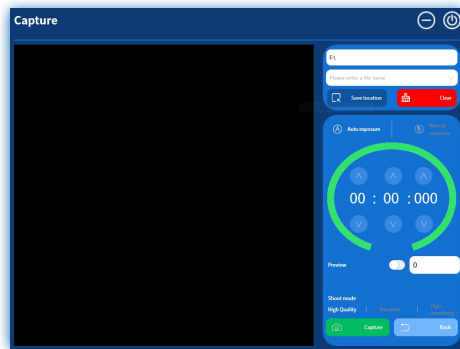 Capture
E:\
Please enter a file name
Save location
Clear
Auto exposure
Manual exposure
00 : 00 : 000
Preview
0
Shoot mode
High Quality
Standard
High Sensitivity
Capture
Back